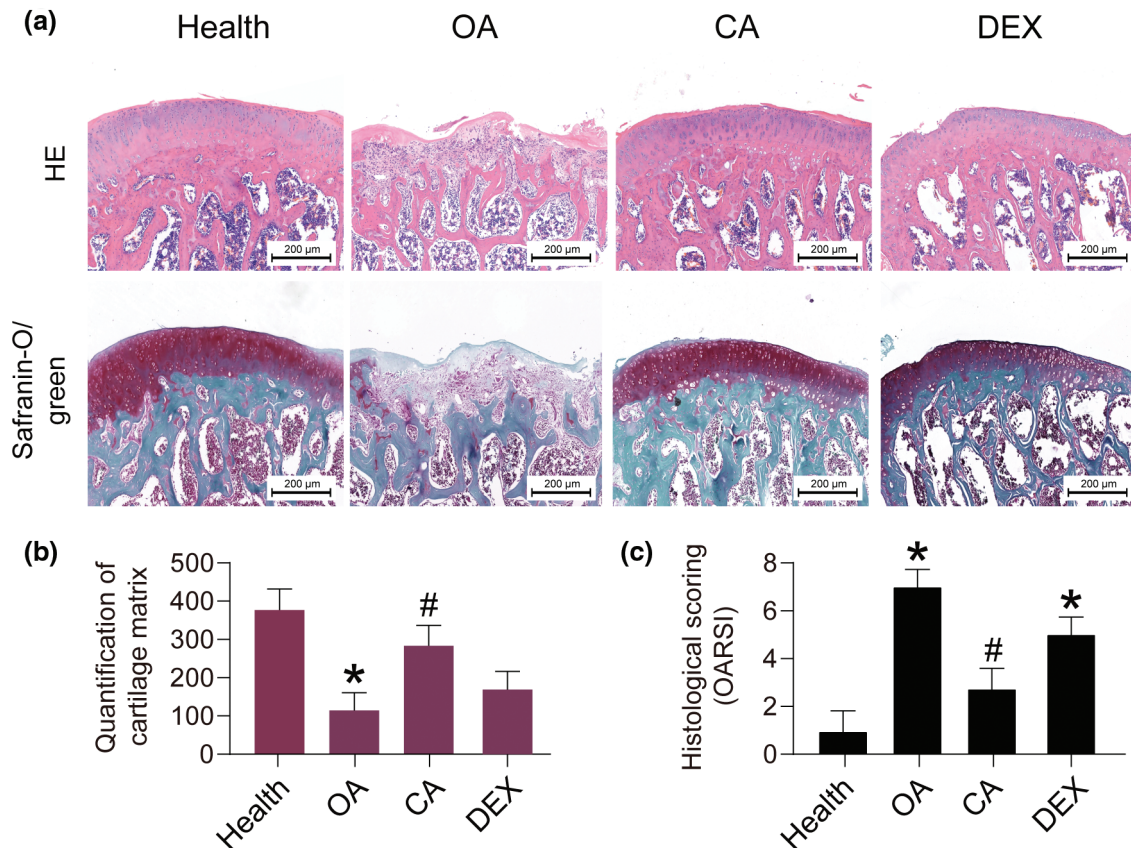 (a)
Health OA CA DEX
HE
200 µm 200 µm 200 µm 200 µm
Safranin-O/
green
200 µm 200 µm 200 µm 200 µm
(b)
Quantification of
cartilage matrix
500
400
300
200
100
0
*
#
Health OA CA DEX
(c)
Histological scoring
(OARSI)
8
6
4
2
0
*
#
*
Health OA CA DEX